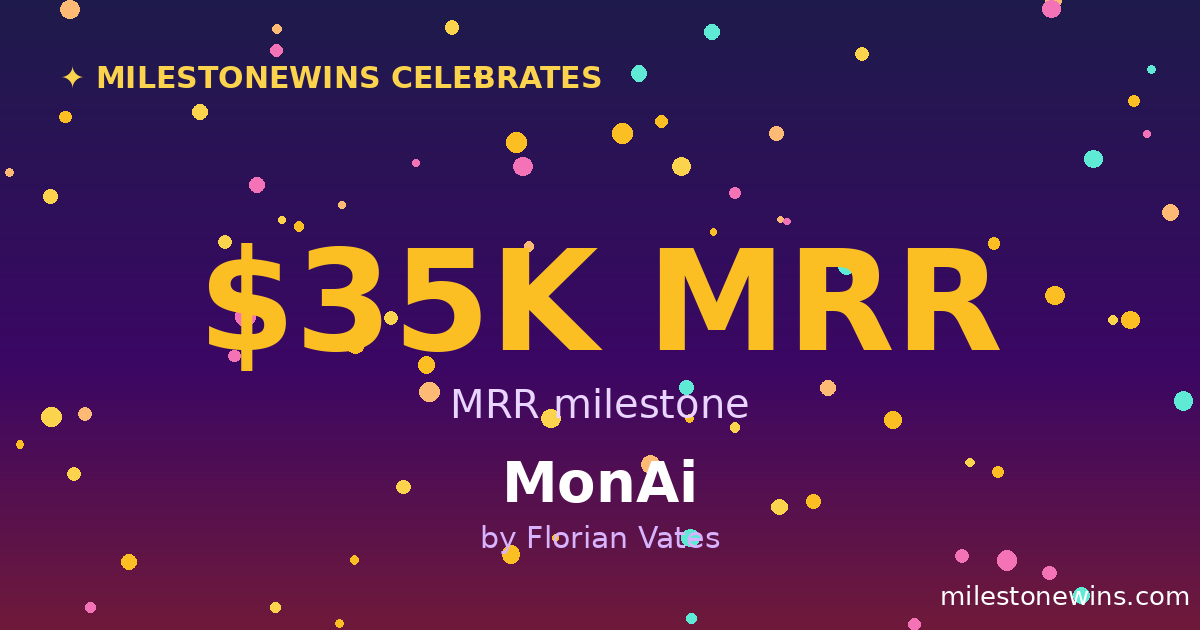 ✦ MILESTONEWINS CELEBRATES
$35K MRR
MRR milestone
MonAi
by Florian Vates
milestonewins.com